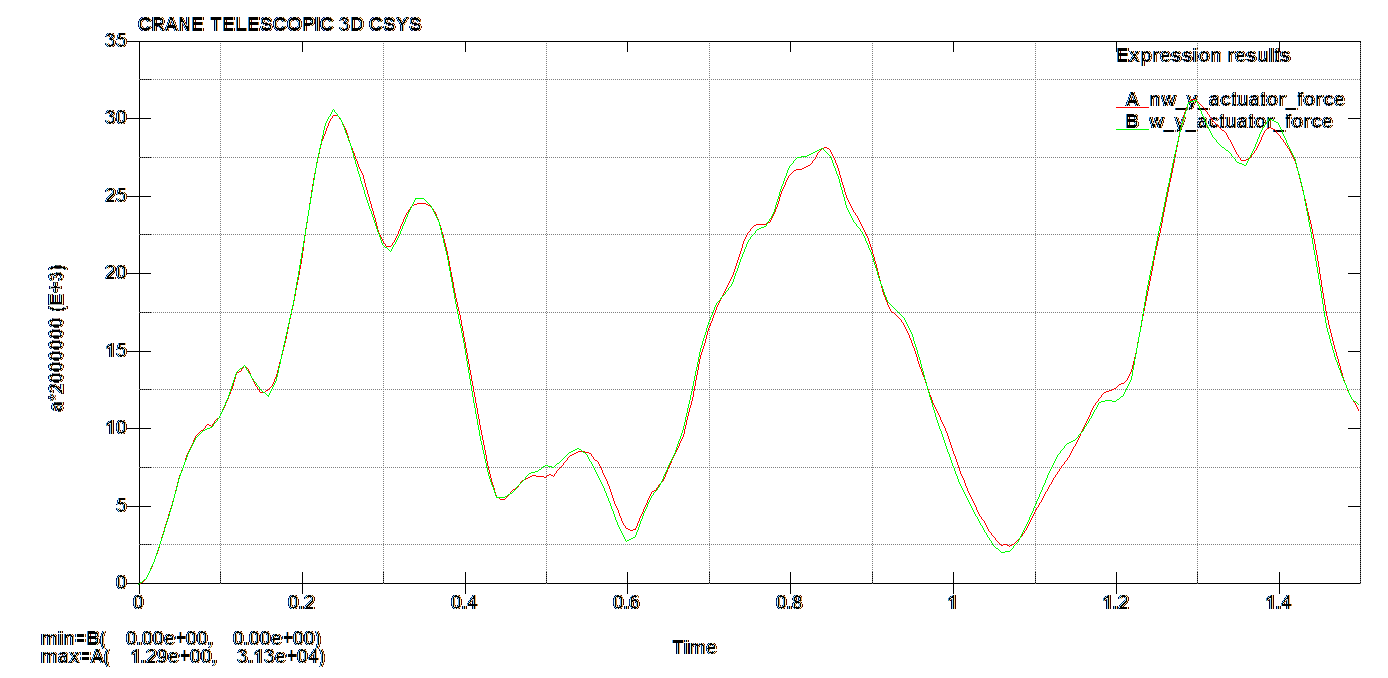 CRANE TELESCOPIC 3D CSYS
Expression results
A nw_y_actuator_force
B w_y_actuator_force
a*2000000 (E+3)
35
30
25
20
15
10
5
0
0 0.2 0.4 0.6 0.8 1 1.2 1.4
Time
min=B( 0.00e+00, 0.00e+00)
max=A( 1.29e+00, 3.13e+04)